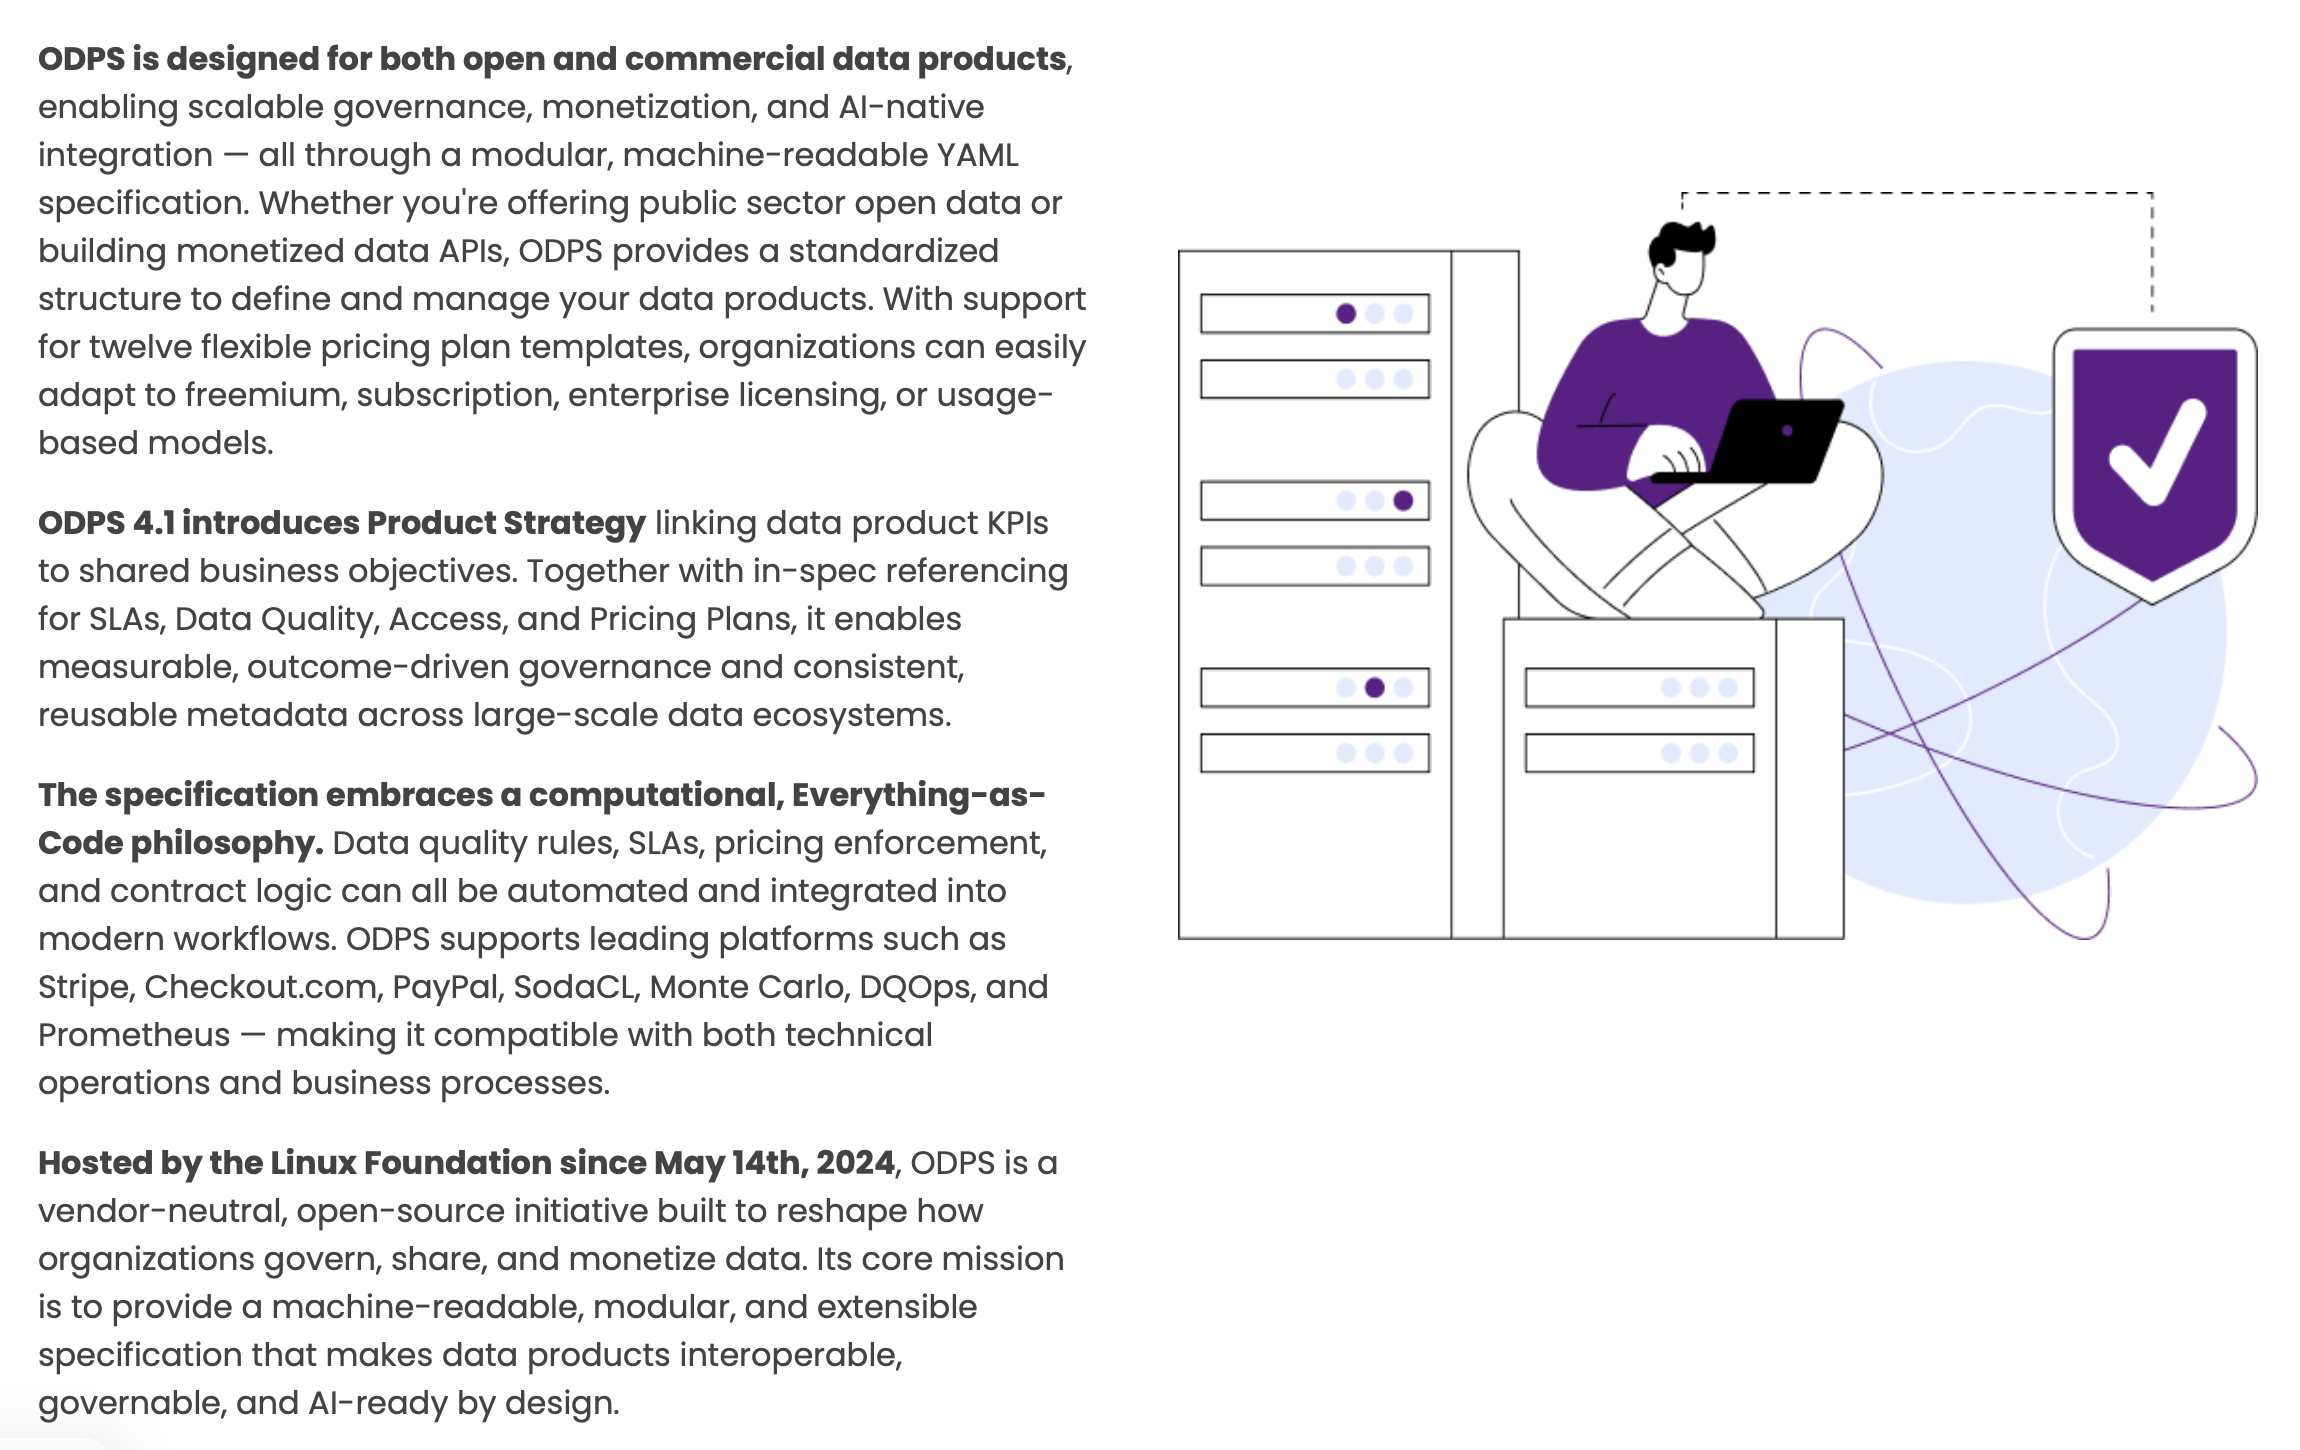 ODPS is designed for both open and commercial data products,
enabling scalable governance, monetization, and AI-native
integration — all through a modular, machine-readable YAML
specification. Whether you're offering public sector open data or
building monetized data APIs, ODPS provides a standardized
structure to define and manage your data products. With support
for twelve flexible pricing plan templates, organizations can easily
adapt to freemium, subscription, enterprise licensing, or usage-
based models.
ODPS 4.1 introduces Product Strategy linking data product KPIs
to shared business objectives. Together with in-spec referencing
for SLAs, Data Quality, Access, and Pricing Plans, it enables
measurable, outcome-driven governance and consistent,
reusable metadata across large-scale data ecosystems.
The specification embraces a computational, Everything-as-
Code philosophy. Data quality rules, SLAs, pricing enforcement,
and contract logic can all be automated and integrated into
modern workflows. ODPS supports leading platforms such as
Stripe, Checkout.com, PayPal, SodaCL, Monte Carlo, DQOps, and
Prometheus — making it compatible with both technical
operations and business processes.
Hosted by the Linux Foundation since May 14th, 2024, ODPS is a
vendor-neutral, open-source initiative built to reshape how
organizations govern, share, and monetize data. Its core mission
is to provide a machine-readable, modular, and extensible
specification that makes data products interoperable,
governable, and AI-ready by design.